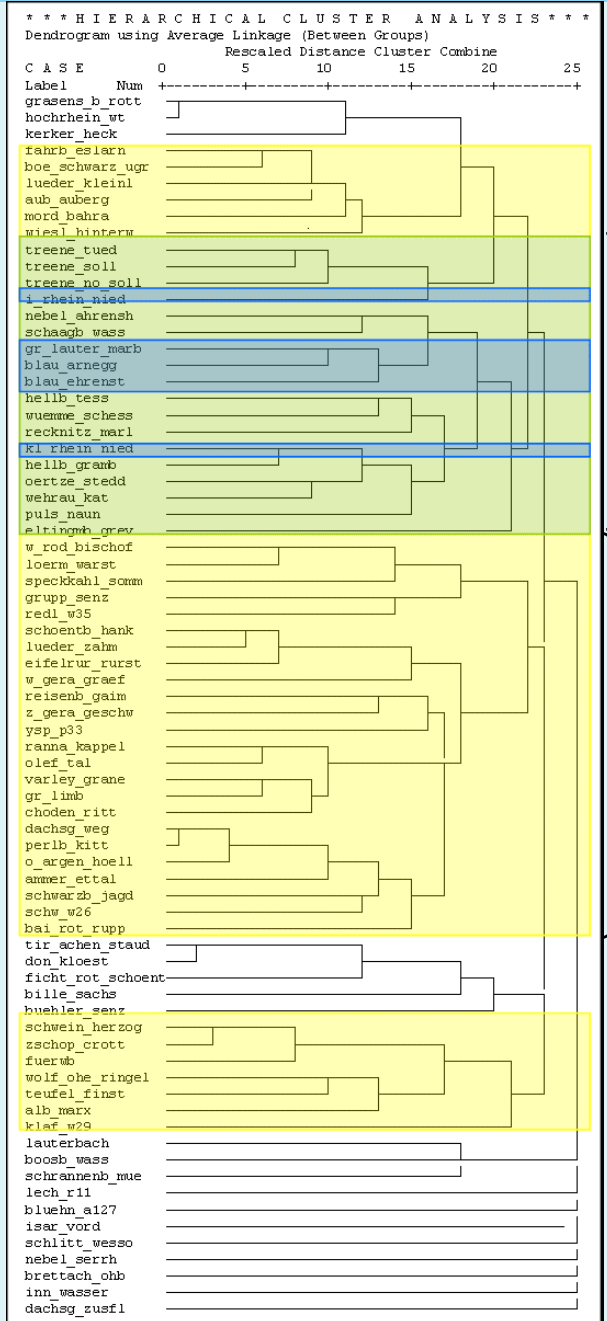 * * * H I E R A R C H I C A L   C L U S T E R   A N A L Y S I S * * *
Dendrogram using Average Linkage (Between Groups)
Rescaled Distance Cluster Combine
C A S E 0 5 10 15 20 25
Label Num
grasens_b_rott
hochrhein_wt
kerker_heck
fahrb_eslarn
boe_schwarz_ugr
lueder_kleinl
aub_auberg
mord_bahra
wiesl_hinterw
treene_tued
treene_soll
treene_no_soll
i_rhein_nied
nebel_ahrensh
schaagb_wass
gr_lauter_marb
blau_arnegg
blau_ehrenst
hellb_tess
wuemme_schess
recknitz_marl
kl_rhein_nied
hellb_gramb
oertze_stedd
wehrau_kat
puls_naun
eltingmb_grev
w_rod_bischof
loerm_warst
speckkahl_somm
grupp_senz
redl_w35
schoentb_hank
lueder_zahm
eifelrur_rurst
w_gera_graef
reisenb_gaim
z_gera_geschw
ysp_p33
ranna_kappel
olef_tal
varley_grane
gr_limb
choden_ritt
dachsg_weg
perlb_kitt
o_argen_hoell
ammer_ettal
schwarzb_jagd
schw_w26
bai_rot_rupp
tir_achen_staud
don_kloest
ficht_rot_schoent
bille_sachs
buehler_senz
schwein_herzog
zschop_crott
fuerwb
wolf_ohe_ringel
teufel_finst
alb_marx
klaf_w29
lauterbach
boosb_wass
schrannenb_mue
lech_r11
bluehn_a127
isar_vord
schlitt_wesso
nebel_serrh
brettach_ohb
inn_wasser
dachsg_zusfl